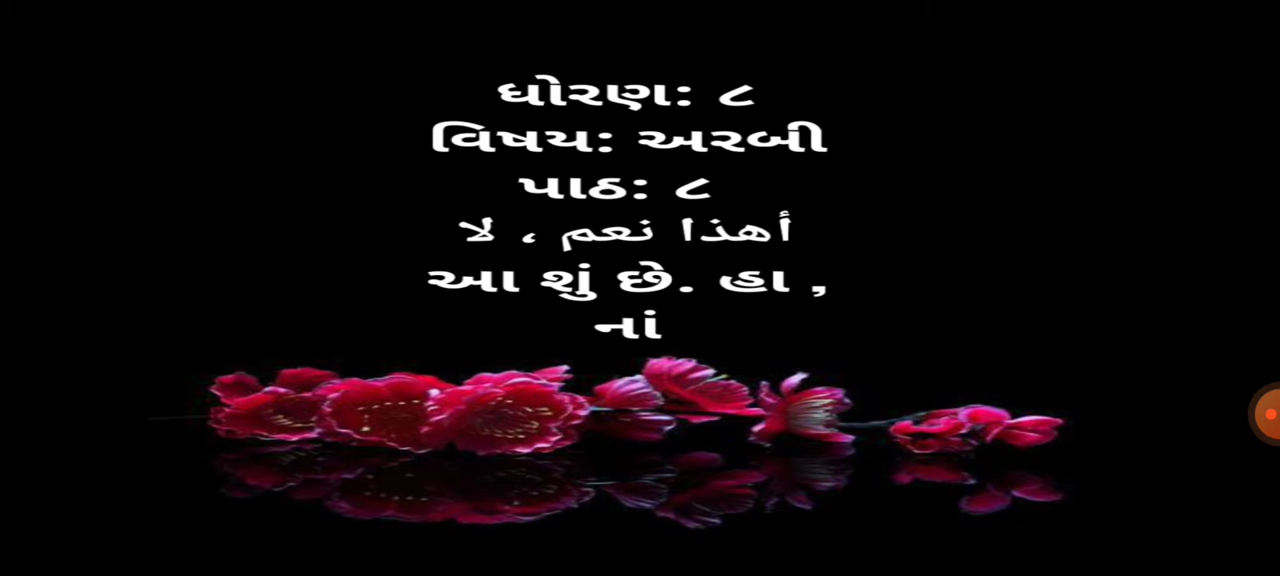 ધોરણ: ૮
વિષય: અરબી
પાઠ: ૮
أهذا نعم ، لا
આ શું છે. હા ,
નાં